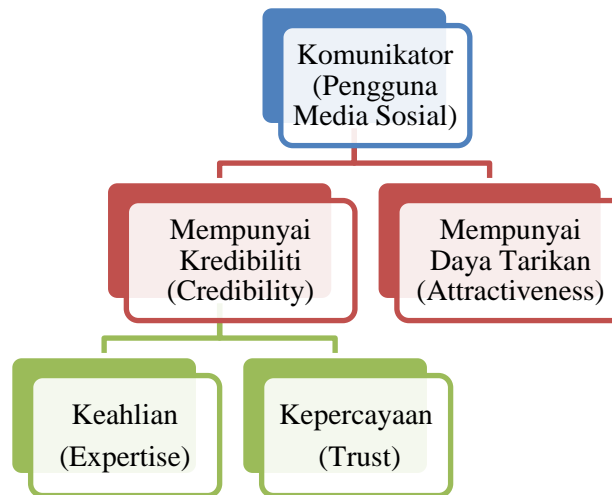 Komunikator
(Pengguna
Media Sosial)
Mempunyai
Kredibiliti
(Credibility)
Mempunyai
Daya Tarikan
(Attractiveness)
Keahlian
(Expertise)
Kepercayaan
(Trust)